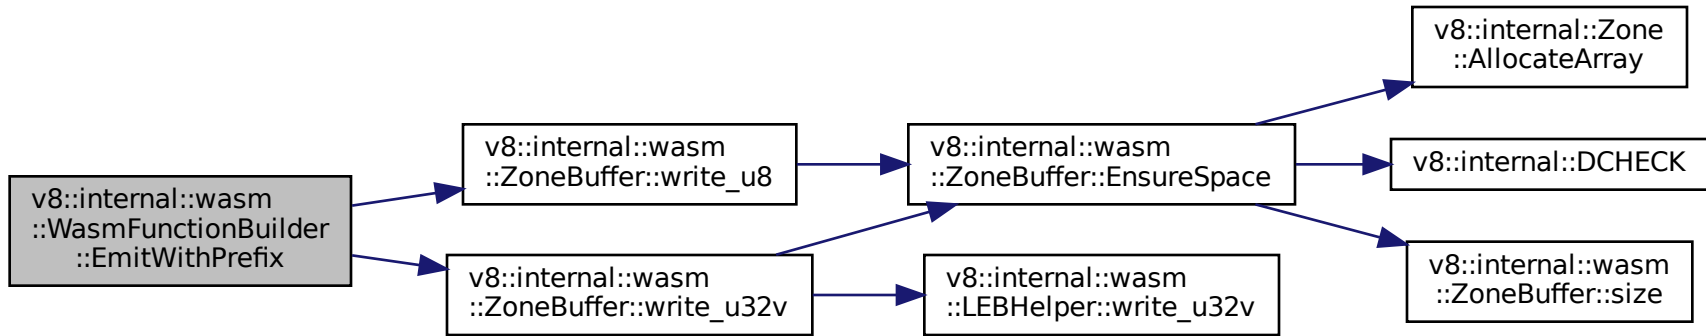 v8::internal::wasm
::WasmFunctionBuilder
::EmitWithPrefix
v8::internal::wasm
::ZoneBuffer::write_u8
v8::internal::wasm
::ZoneBuffer::write_u32v
v8::internal::wasm
::ZoneBuffer::EnsureSpace
v8::internal::wasm
::LEBHelper::write_u32v
v8::internal::Zone
::AllocateArray
v8::internal::DCHECK
v8::internal::wasm
::ZoneBuffer::size